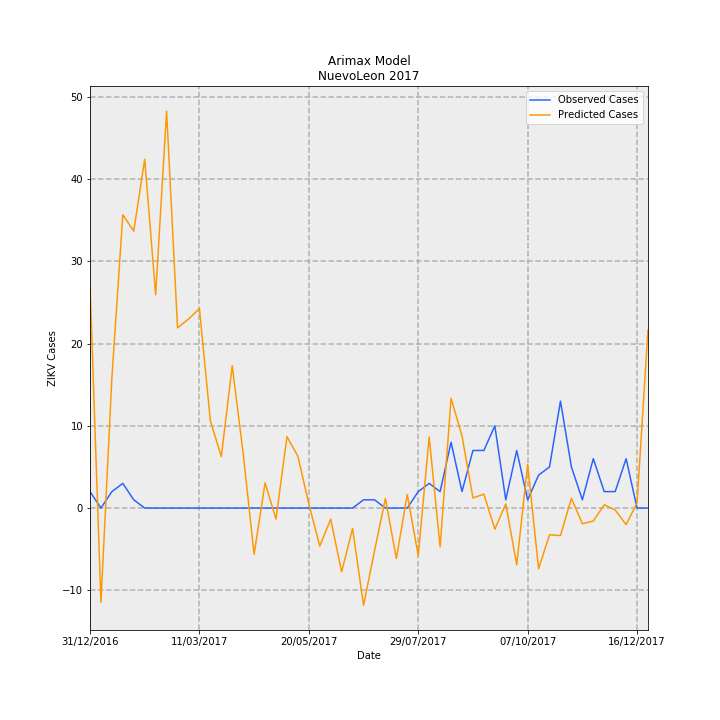 Arimax Model
NuevoLeon 2017
Observed Cases
Predicted Cases
50
40
30
20
10
0
−10
ZIKV Cases
31/12/2016 11/03/2017 20/05/2017 29/07/2017 07/10/2017 16/12/2017
Date